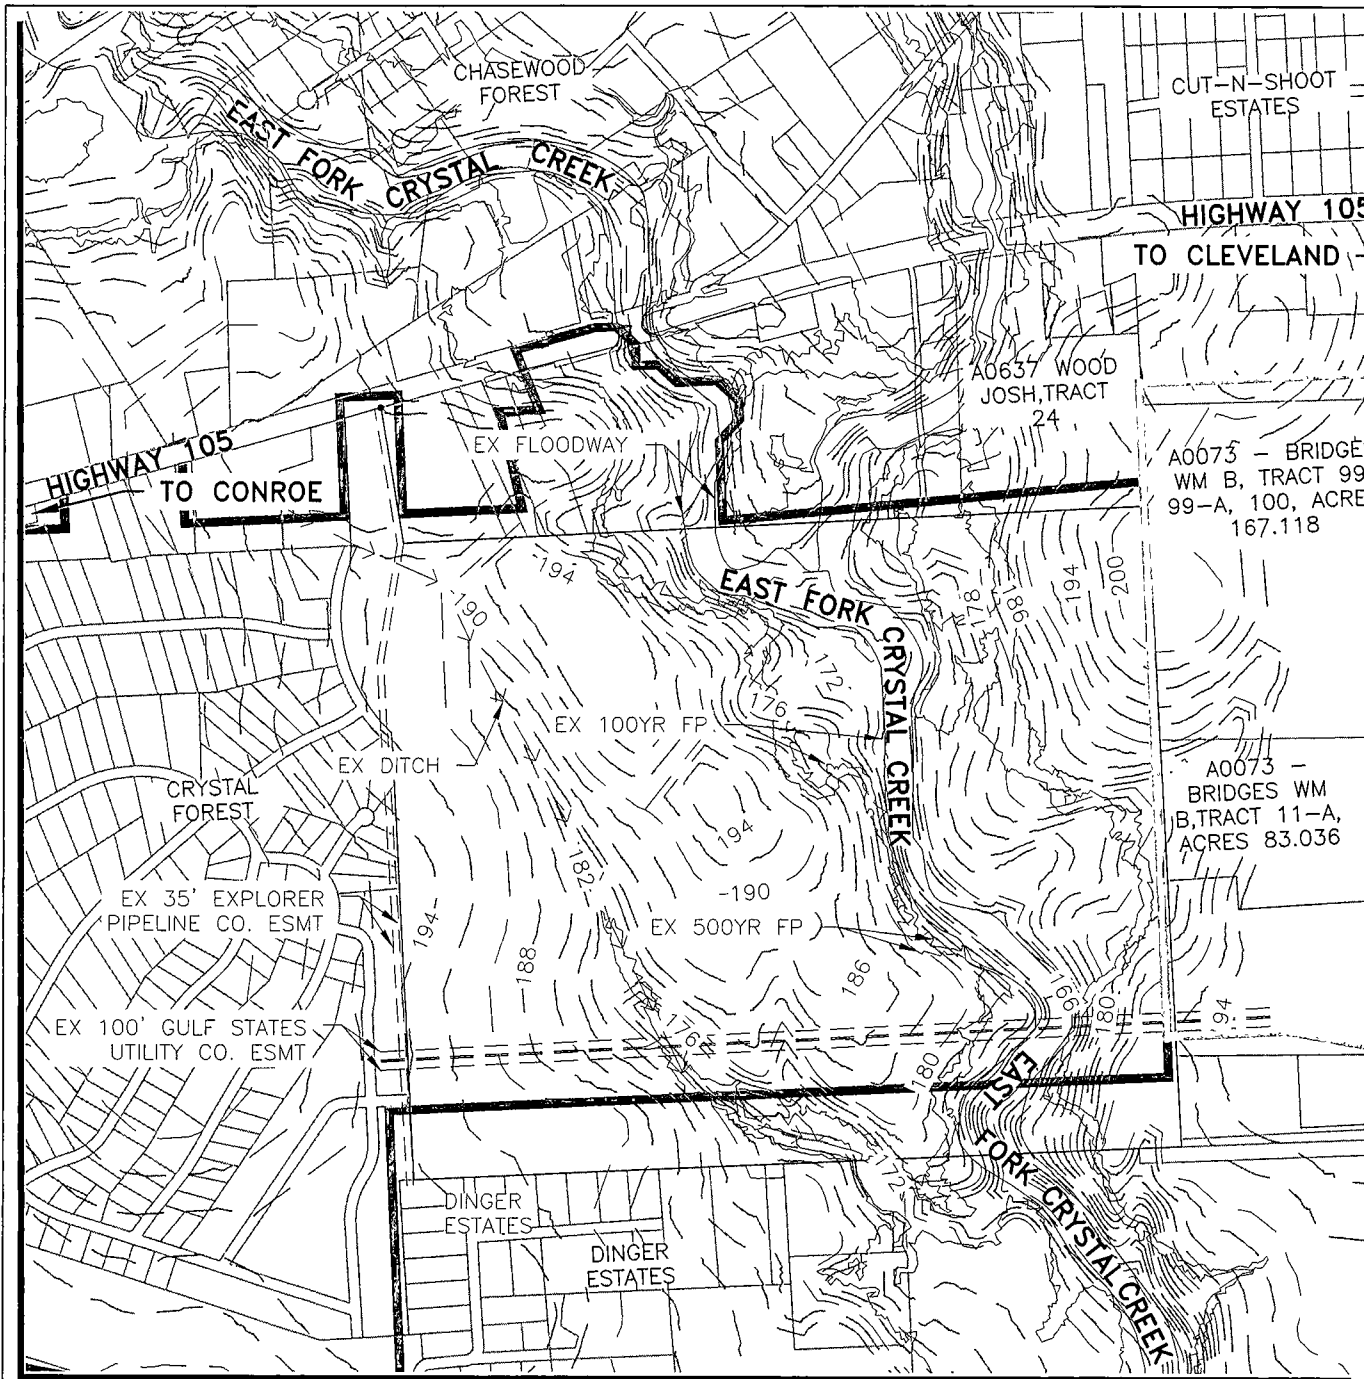 CHASEWOOD
FOREST
CUT-N-SHOOT
ESTATES
EAST FORK CRYSTAL CREEK
HIGHWAY 105
TO CLEVELAND
A0637 WOOD
JOSH,TRACT
24
EX FLOODWAY
HIGHWAY 105
TO CONROE
A0073 - BRIDGE
WM B, TRACT 99
99-A, 100, ACRE
167.118
194
190
EAST FORK CRYSTAL CREEK
178
186
194
200
172
176
EX 100YR FP
EX DITCH
CRYSTAL
FOREST
A0073 -
BRIDGES WM
B,TRACT 11-A,
ACRES 83.036
194
182
-190
EX 35' EXPLORER
PIPELINE CO. ESMT
194
188
EX 500YR FP
186
166
180
94
EX 100' GULF STATES
UTILITY CO. ESMT
176
180
EAST FORK CRYSTAL CREEK
172
DINGER
ESTATES
DINGER
ESTATES